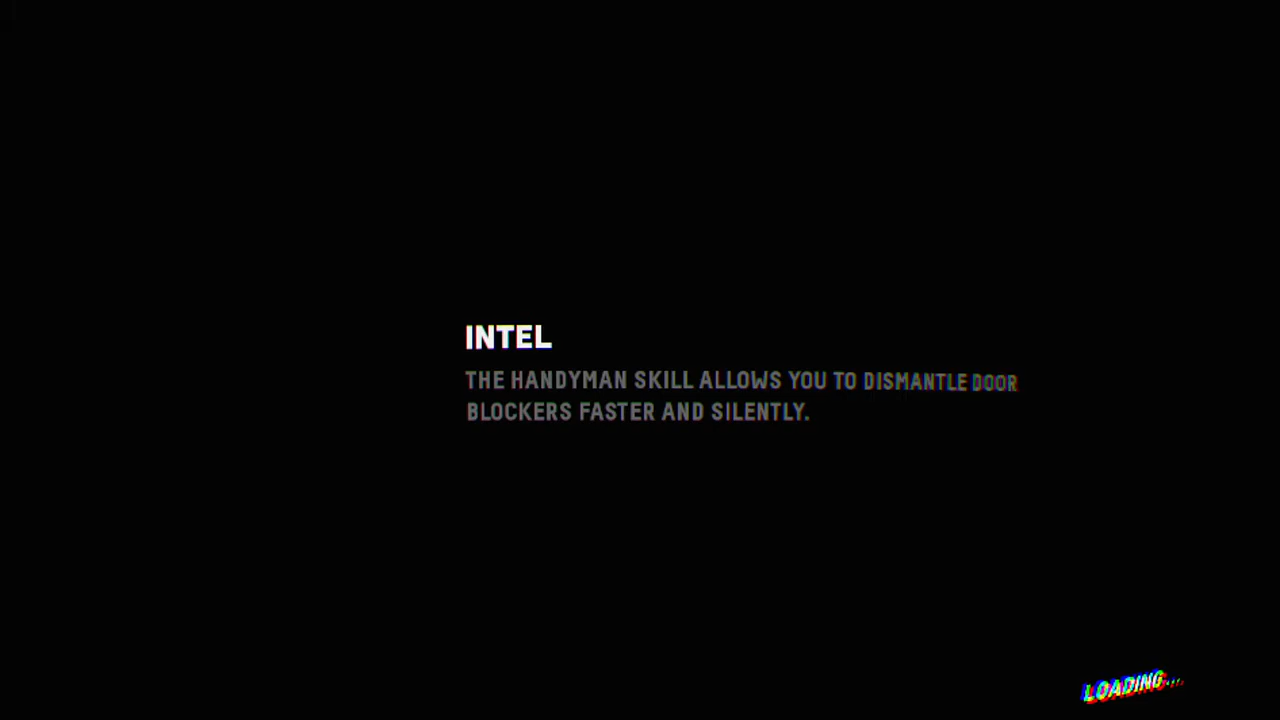 INTEL
THE HANDYMAN SKILL ALLOWS YOU TO DISMANTLE DOOR
BLOCKERS FASTER AND SILENTLY.
LOADING...